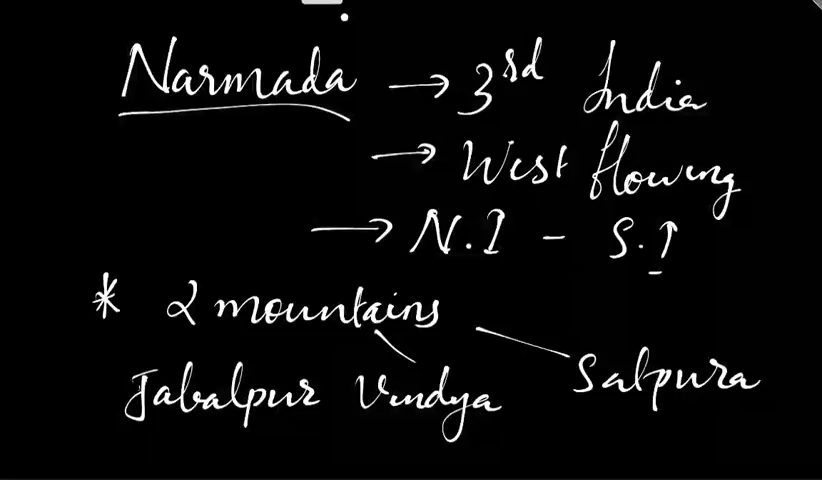 Narmada → 3rd India
→ West flowing
→ N.I - S.I
* 2 mountains
Jabalpur Vindya Satpura